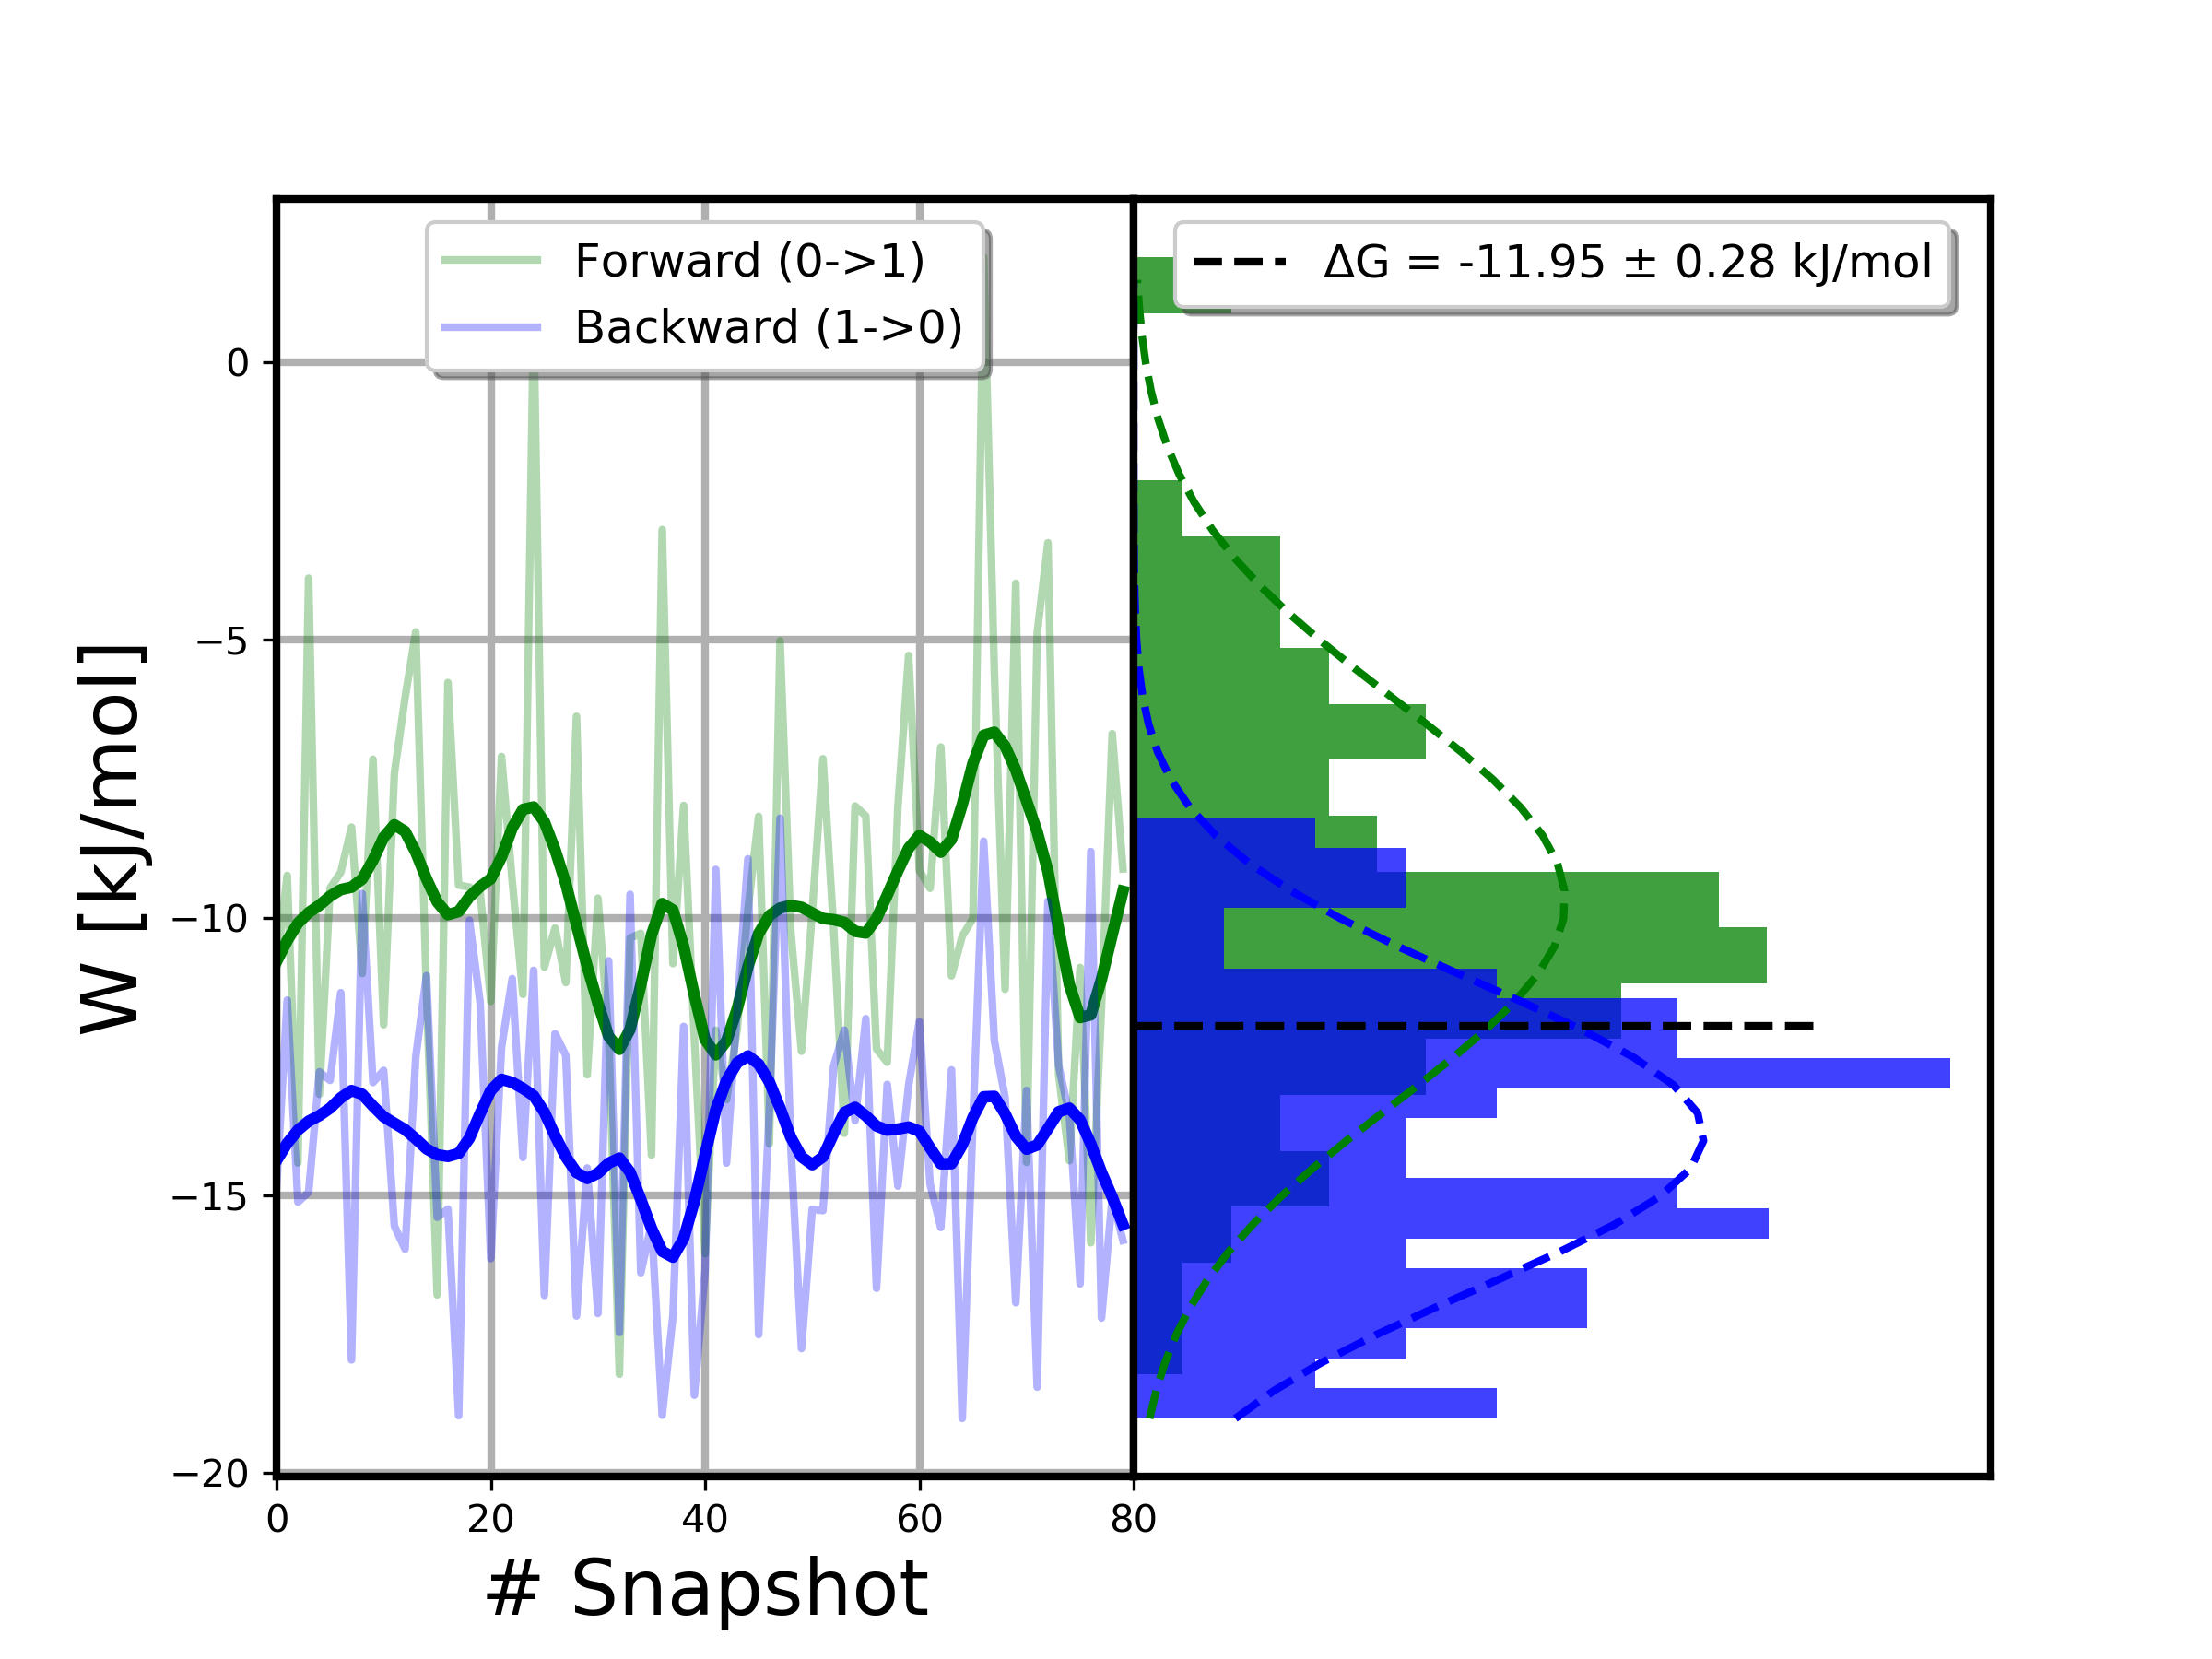 Forward (0->1)
Backward (1->0)
ΔG = -11.95 ± 0.28 kJ/mol
W [kJ/mol]
0
−5
−10
−15
−20
0 20 40 60 80
# Snapshot